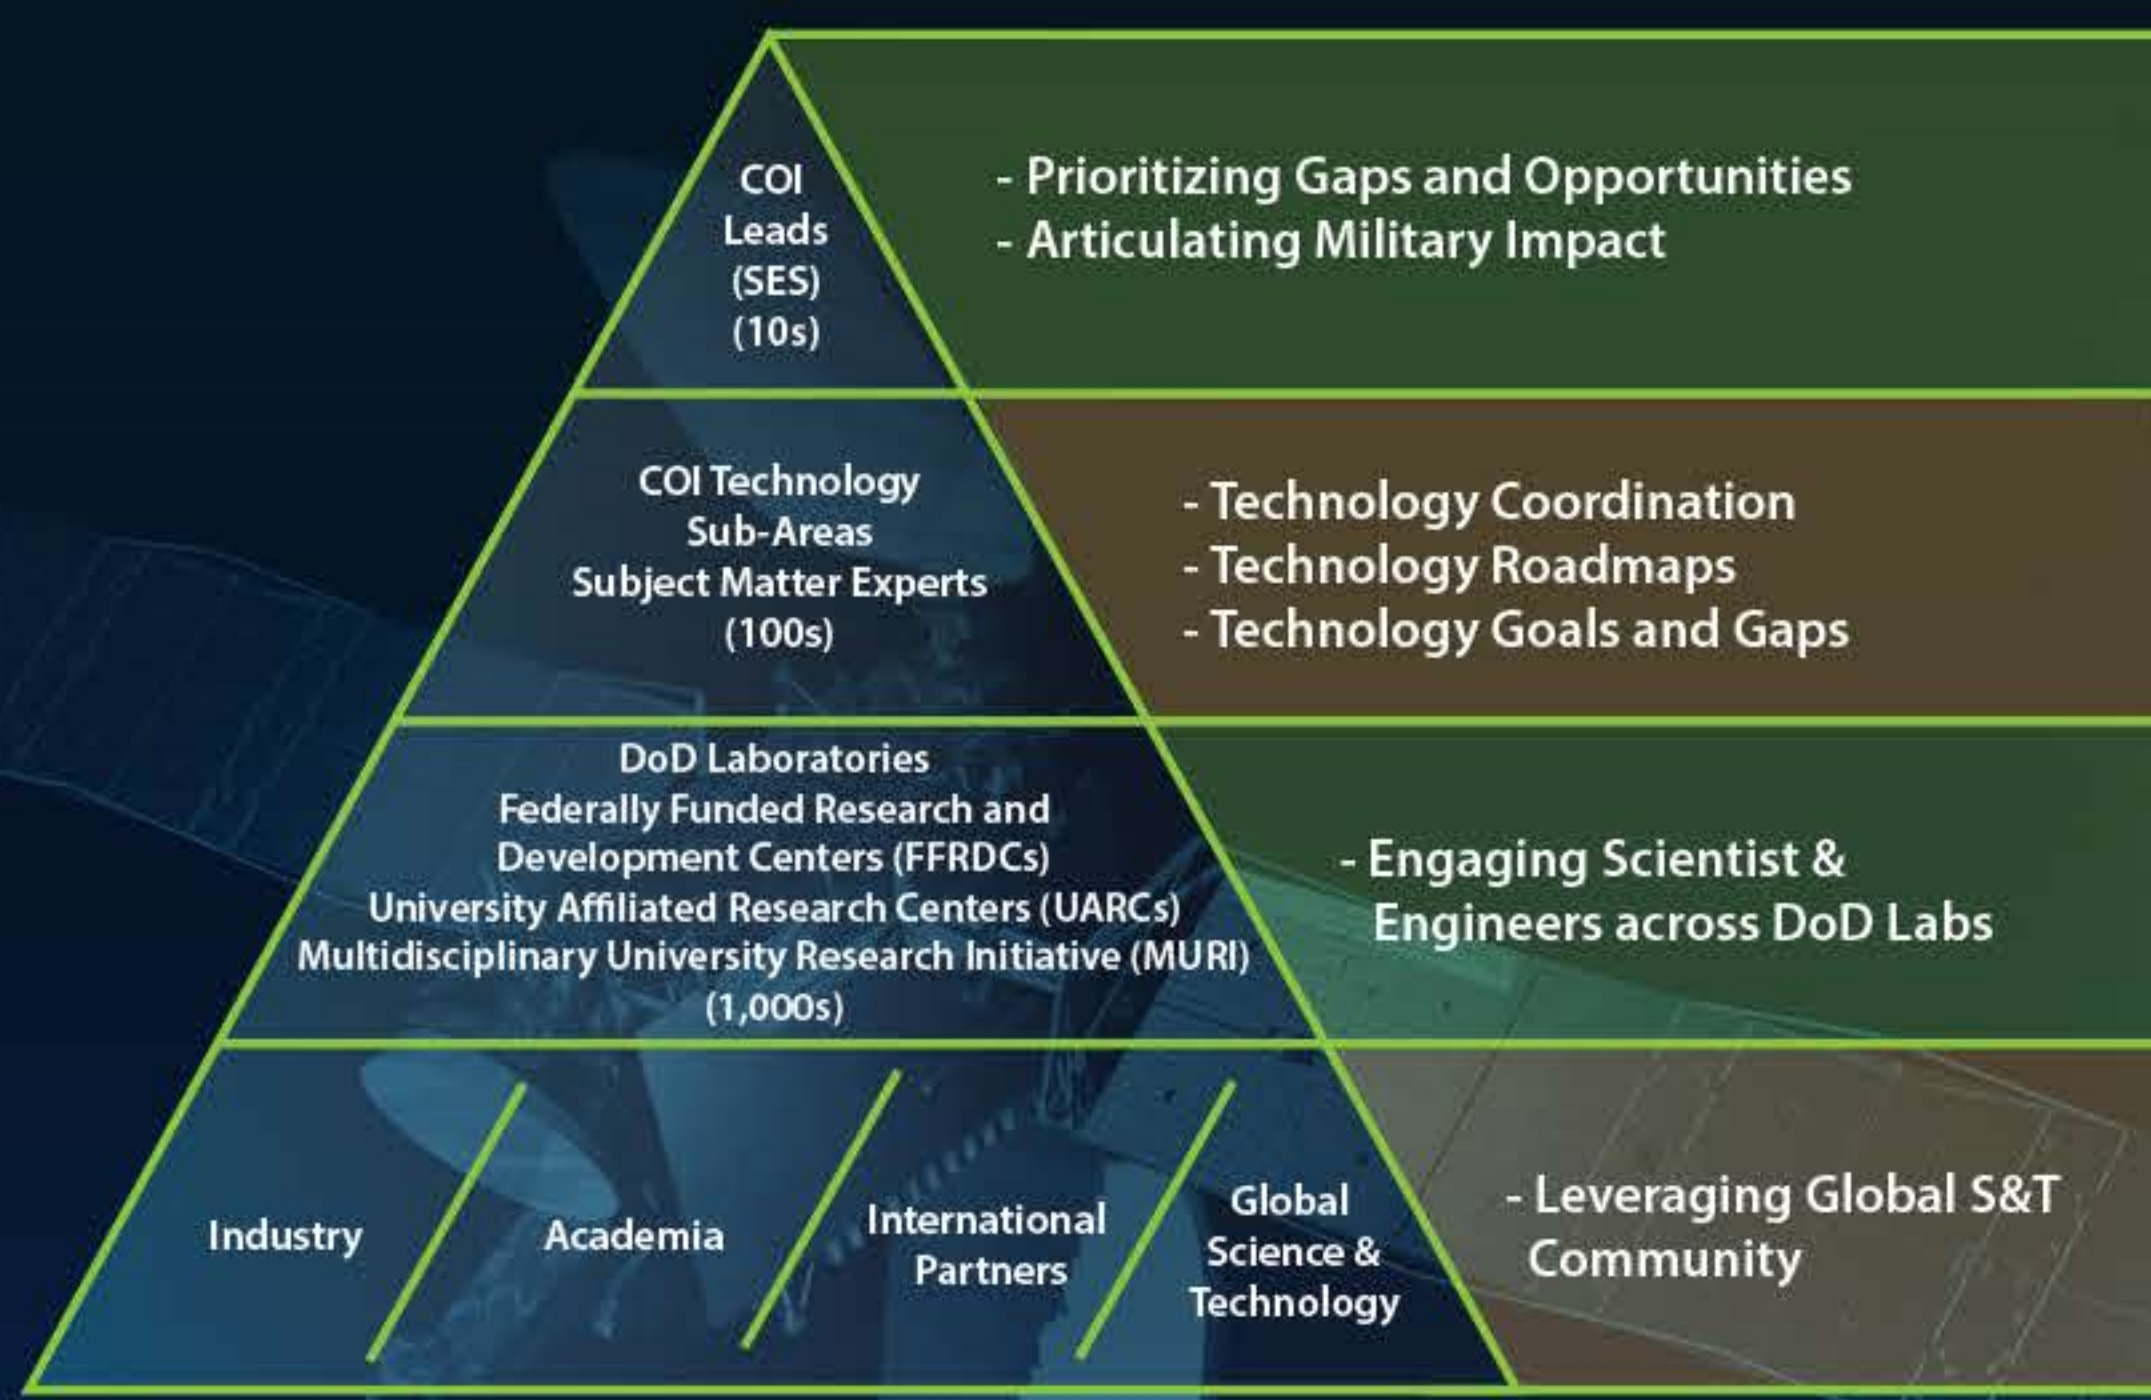 COI
Leads
(SES)
(10s)
- Prioritizing Gaps and Opportunities
- Articulating Military Impact
COI Technology
Sub-Areas
Subject Matter Experts
(100s)
- Technology Coordination
- Technology Roadmaps
- Technology Goals and Gaps
DoD Laboratories
Federally Funded Research and
Development Centers (FFRDCs)
University Affiliated Research Centers (UARCs)
Multidisciplinary University Research Initiative (MURI)
(1,000s)
- Engaging Scientist &
Engineers across DoD Labs
Industry
Academia
International
Partners
Global
Science &
Technology
- Leveraging Global S&T
Community